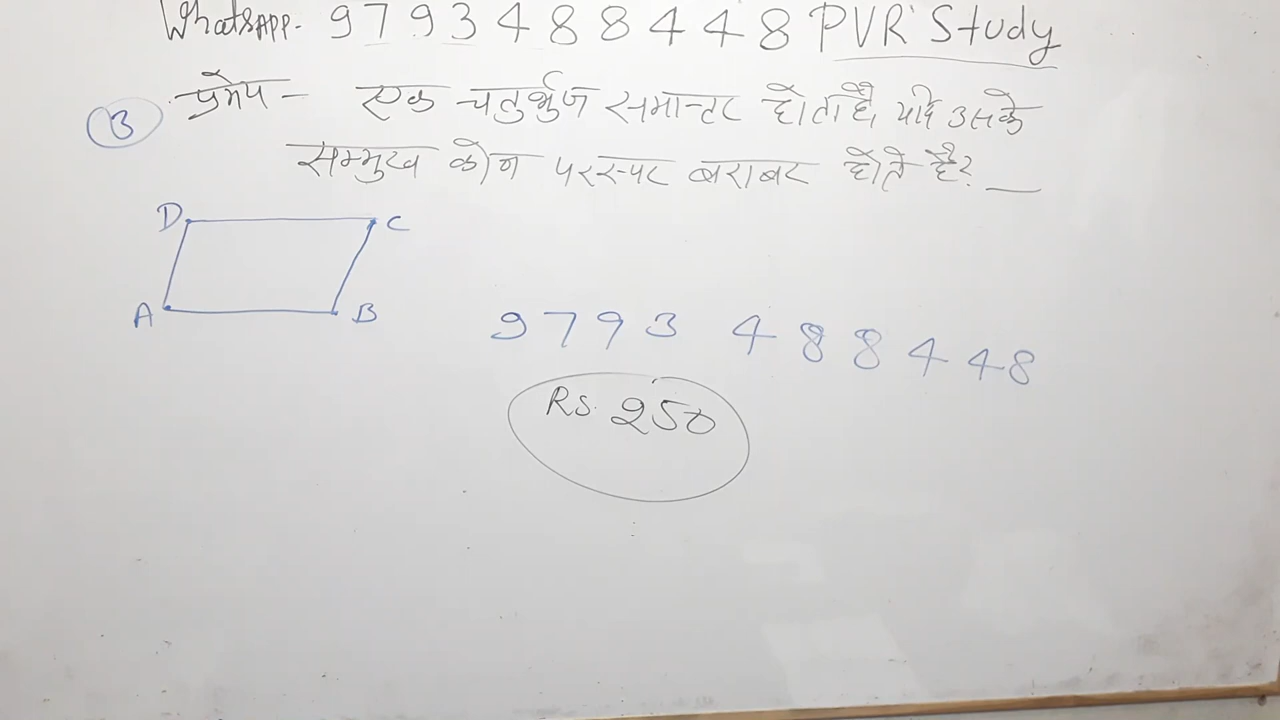 WhatsApp. 9793488448 PVR Study
3 प्रमेय - एक चतुर्भुज समान्तर होता है, यदि उसके
सम्मुख कोण परस्पर बराबर होते है?
D C
A B
9793 488448
Rs. 250